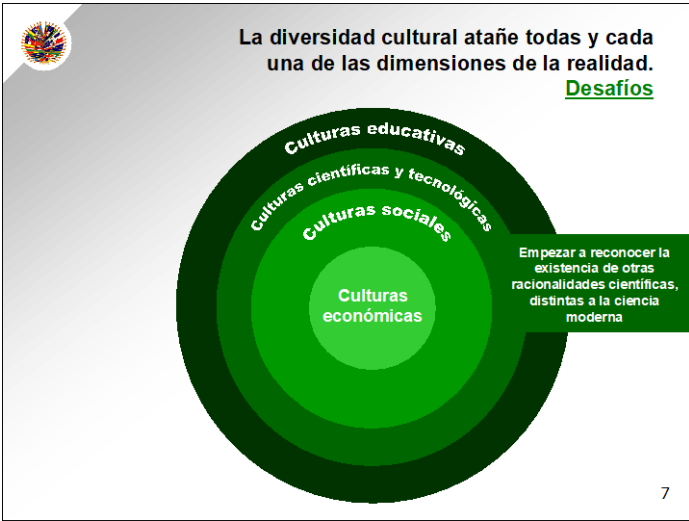 La diversidad cultural atañe todas y cada
una de las dimensiones de la realidad.
Desafíos
Culturas educativas
Culturas científicas y tecnológicas
Culturas sociales
Culturas
económicas
Empezar a reconocer la
existencia de otras
racionalidades científicas,
distintas a la ciencia
moderna
7